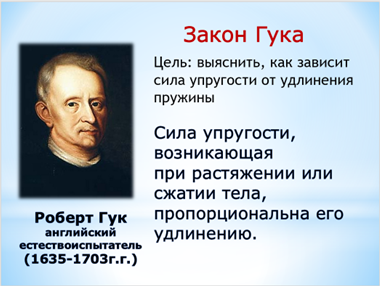 Закон Гука
Цель: выяснить, как зависит
сила упругости от удлинения
пружины
Сила упругости,
возникающая
при растяжении или
сжатии тела,
пропорциональна его
удлинению.
Роберт Гук
английский
естествоиспытатель
(1635-1703г.г.)